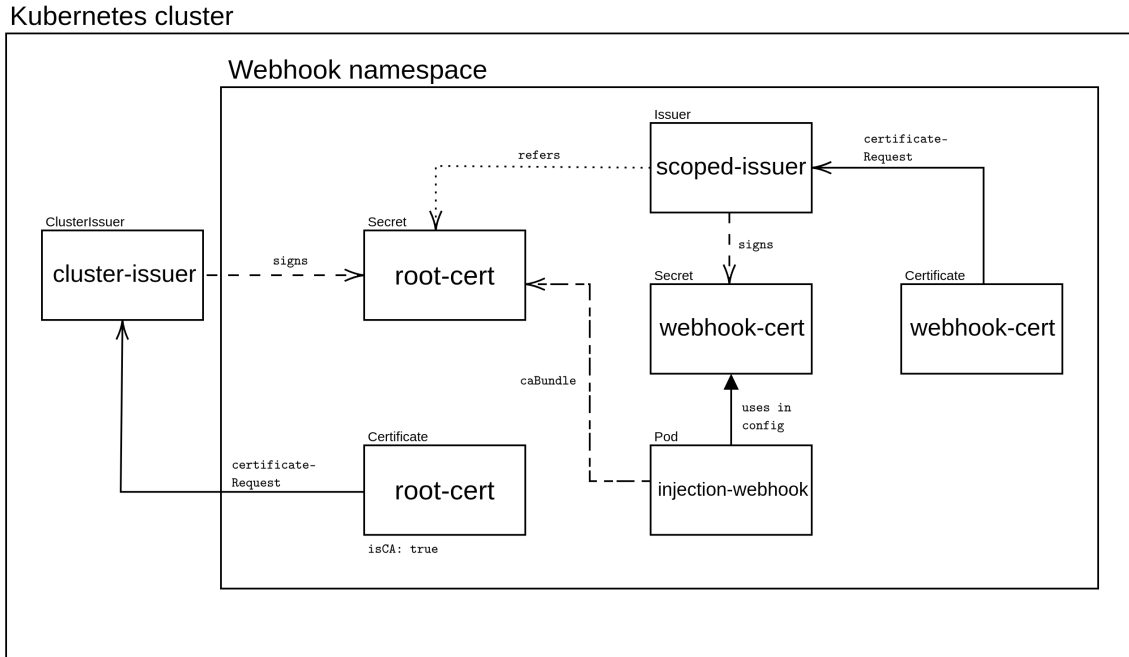 Kubernetes cluster
Webhook namespace
Issuer
scoped-issuer
certificate-
Request
refers
ClusterIssuer
cluster-issuer
signs
Secret
root-cert
signs
Secret
webhook-cert
Certificate
webhook-cert
caBundle
uses in
config
Certificate
root-cert
isCA: true
certificate-
Request
Pod
injection-webhook